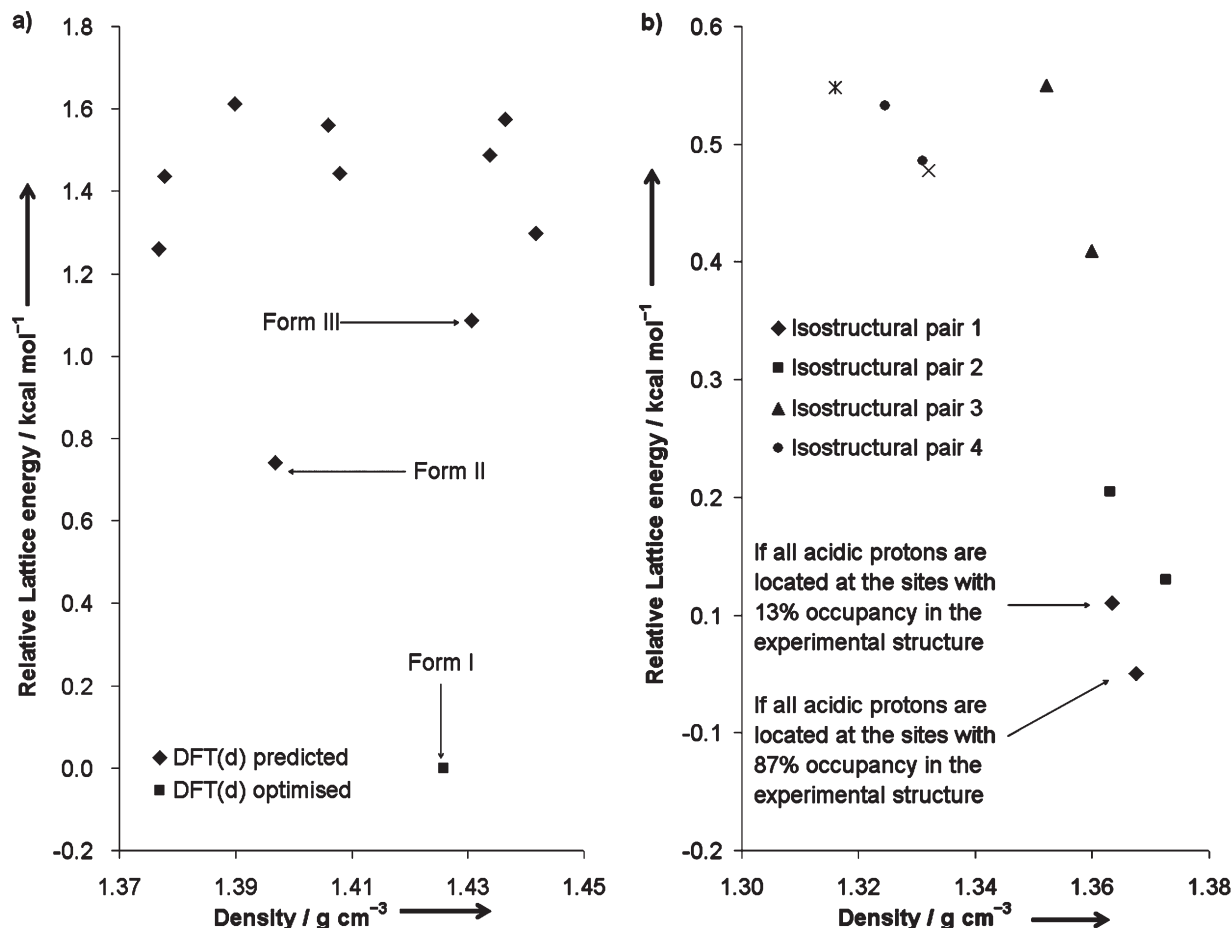 a)
1.8
1.6
1.4
1.2
1.0
0.8
0.6
0.4
0.2
0.0
-0.2
Relative Lattice energy / kcal mol⁻¹
Form III
Form II
Form I
DFT(d) predicted
DFT(d) optimised
1.37
1.39
1.41
1.43
1.45
Density / g cm⁻³
b)
0.6
0.5
0.4
0.3
0.2
0.1
-0.1
-0.2
Relative Lattice energy / kcal mol⁻¹
Isostructural pair 1
Isostructural pair 2
Isostructural pair 3
Isostructural pair 4
If all acidic protons are
located at the sites with
13% occupancy in the
experimental structure
If all acidic protons are
located at the sites with
87% occupancy in the
experimental structure
1.30
1.32
1.34
1.36
1.38
Density / g cm⁻³